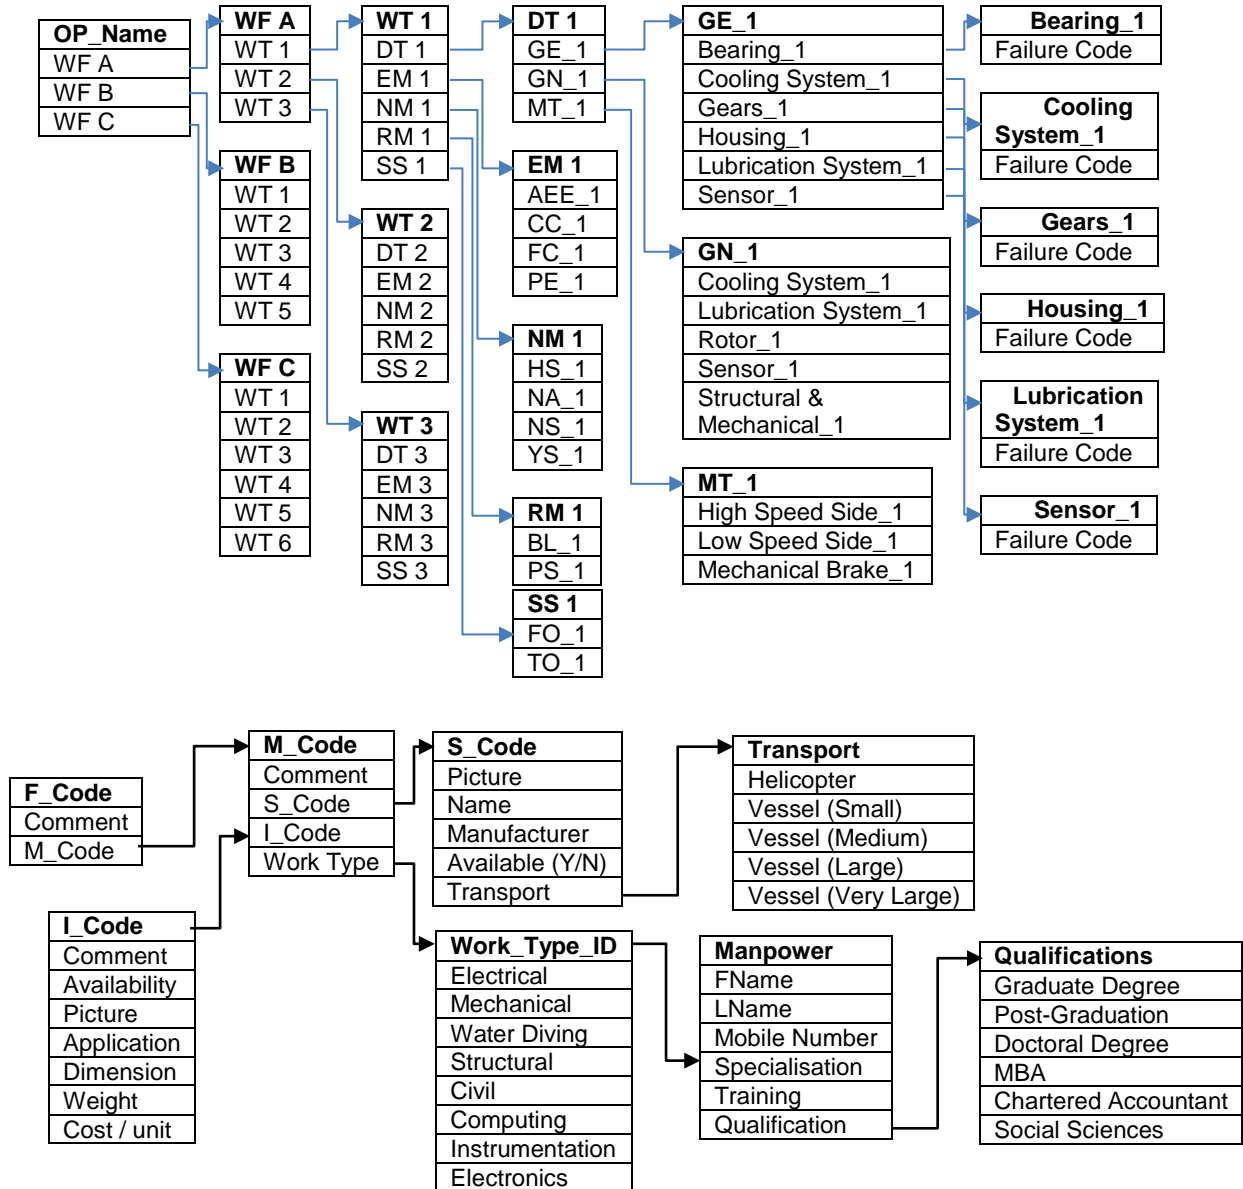 OP_Name
WF A
WF B
WF C
WF A
WT 1
WT 2
WT 3
WF B
WT 1
WT 2
WT 3
WT 4
WT 5
WF C
WT 1
WT 2
WT 3
WT 4
WT 5
WT 6
WT 1
DT 1
EM 1
NM 1
RM 1
SS 1
WT 2
DT 2
EM 2
NM 2
RM 2
SS 2
WT 3
DT 3
EM 3
NM 3
RM 3
SS 3
DT 1
GE_1
GN_1
MT_1
EM 1
AEE_1
CC_1
FC_1
PE_1
NM 1
HS_1
NA_1
NS_1
YS_1
RM 1
BL_1
PS_1
SS 1
FO_1
TO_1
GE_1
Bearing_1
Cooling System_1
Gears_1
Housing_1
Lubrication System_1
Sensor_1
GN_1
Cooling System_1
Lubrication System_1
Rotor_1
Sensor_1
Structural &
Mechanical_1
MT_1
High Speed Side_1
Low Speed Side_1
Mechanical Brake_1
Bearing_1
Failure Code
Cooling
System_1
Failure Code
Gears_1
Failure Code
Housing_1
Failure Code
Lubrication
System_1
Failure Code
Sensor_1
Failure Code
F_Code
Comment
M_Code
I_Code
Comment
Availability
Picture
Application
Dimension
Weight
Cost / unit
M_Code
Comment
S_Code
I_Code
Work Type
S_Code
Picture
Name
Manufacturer
Available (Y/N)
Transport
Work_Type_ID
Electrical
Mechanical
Water Diving
Structural
Civil
Computing
Instrumentation
Electronics
Transport
Helicopter
Vessel (Small)
Vessel (Medium)
Vessel (Large)
Vessel (Very Large)
Manpower
FName
LName
Mobile Number
Specialisation
Training
Qualification
Qualifications
Graduate Degree
Post-Graduation
Doctoral Degree
MBA
Chartered Accountant
Social Sciences